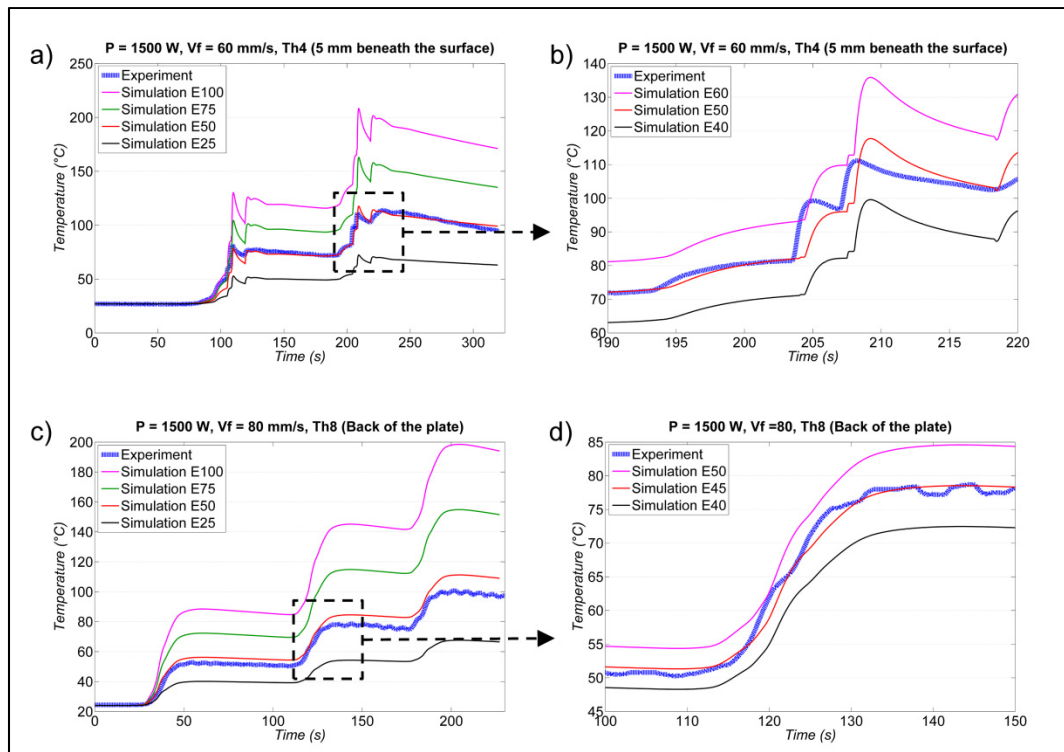 a)
P = 1500 W, Vf = 60 mm/s, Th4 (5 mm beneath the surface)
250
200
150
100
50
0
Temperature (°C)
Experiment
Simulation E100
Simulation E75
Simulation E50
Simulation E25
0 50 100 150 200 250 300
Time (s)
b)
P = 1500 W, Vf = 60 mm/s, Th4 (5 mm beneath the surface)
140
130
120
110
100
90
80
70
60
Temperature (°C)
Experiment
Simulation E60
Simulation E50
Simulation E40
190 195 200 205 210 215 220
Time (s)
c)
P = 1500 W, Vf = 80 mm/s, Th8 (Back of the plate)
200
180
160
140
120
100
80
60
40
20
Temperature (°C)
Experiment
Simulation E100
Simulation E75
Simulation E50
Simulation E25
0 50 100 150 200
Time (s)
d)
P = 1500 W, Vf =80, Th8 (Back of the plate)
85
80
75
70
65
60
55
50
45
Temperature (°C)
Experiment
Simulation E50
Simulation E45
Simulation E40
100 110 120 130 140 150
Time (s)